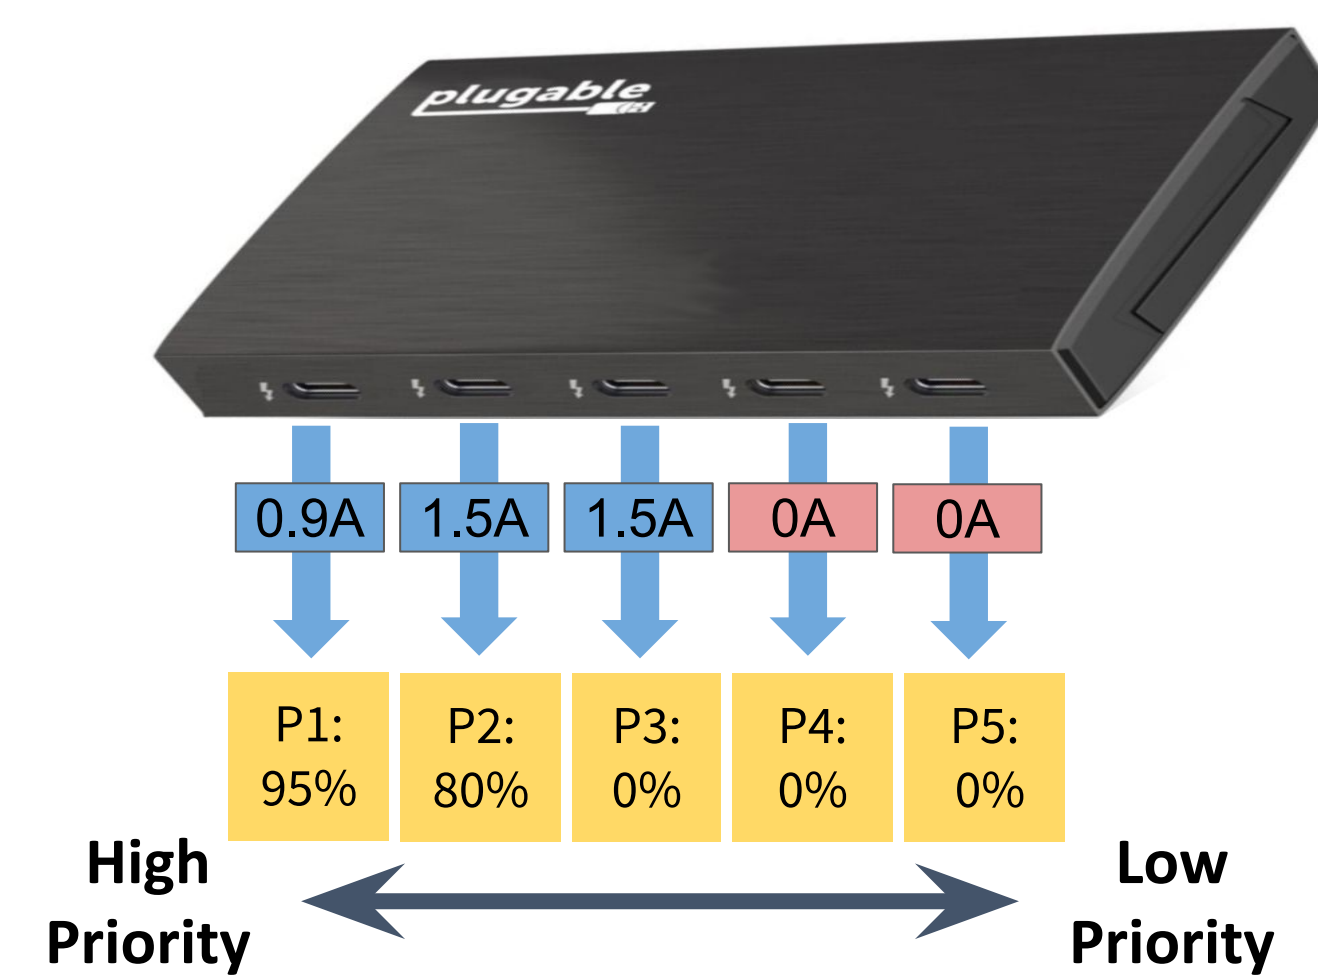 plugable
0.9A
1.5A
1.5A
0A
0A
P1:
95%
P2:
80%
P3:
0%
P4:
0%
P5:
0%
High
Priority
Low
Priority